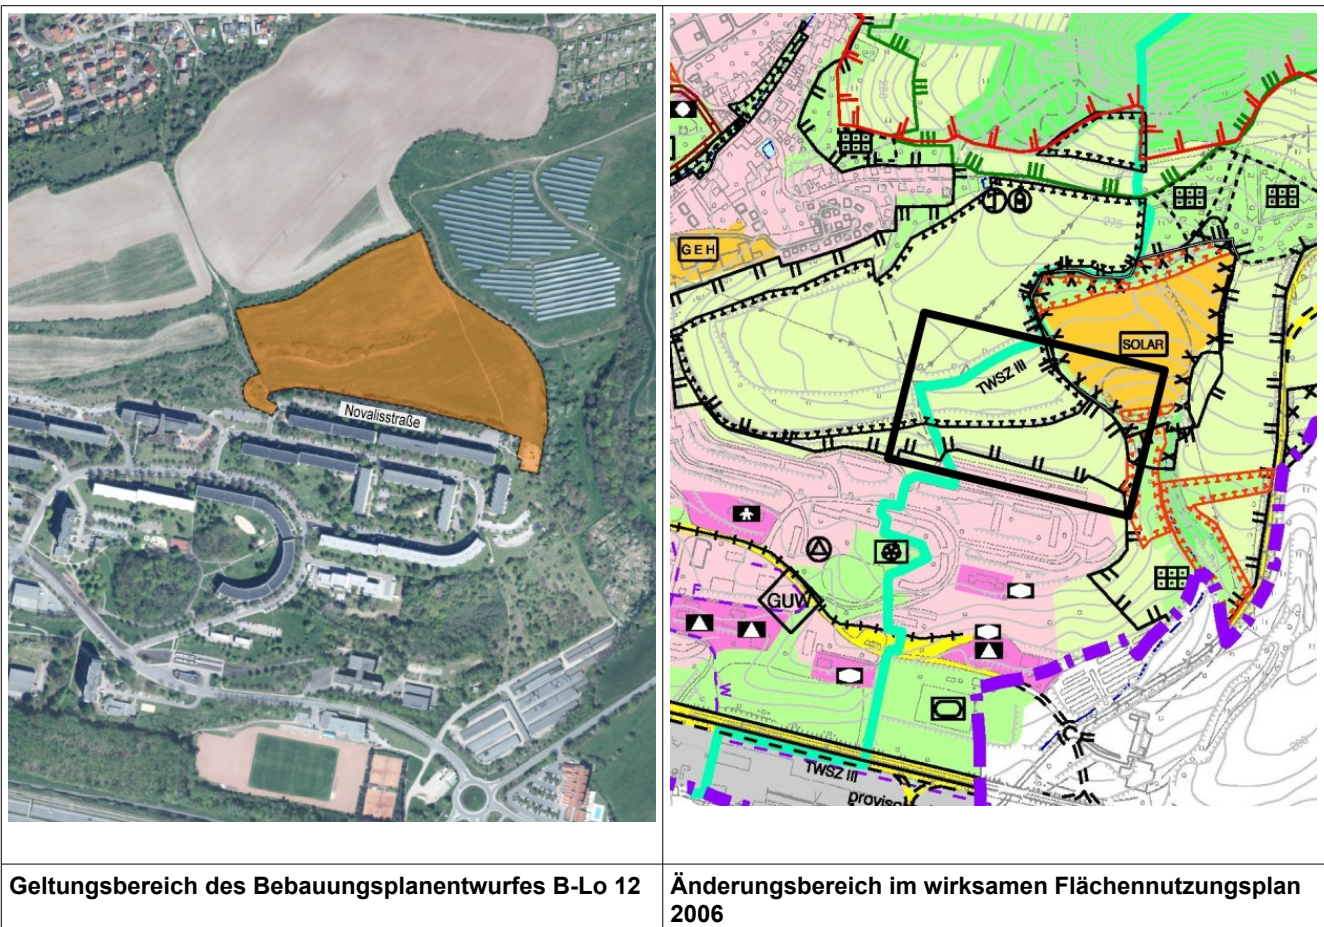 Novalisstraße
GEH
SOLAR
TWSZ III
GUW
F
W
TWSZ III
Geltungsbereich des Bebauungsplanentwurfes B-Lo 12
Änderungsbereich im wirksamen Flächennutzungsplan
2006